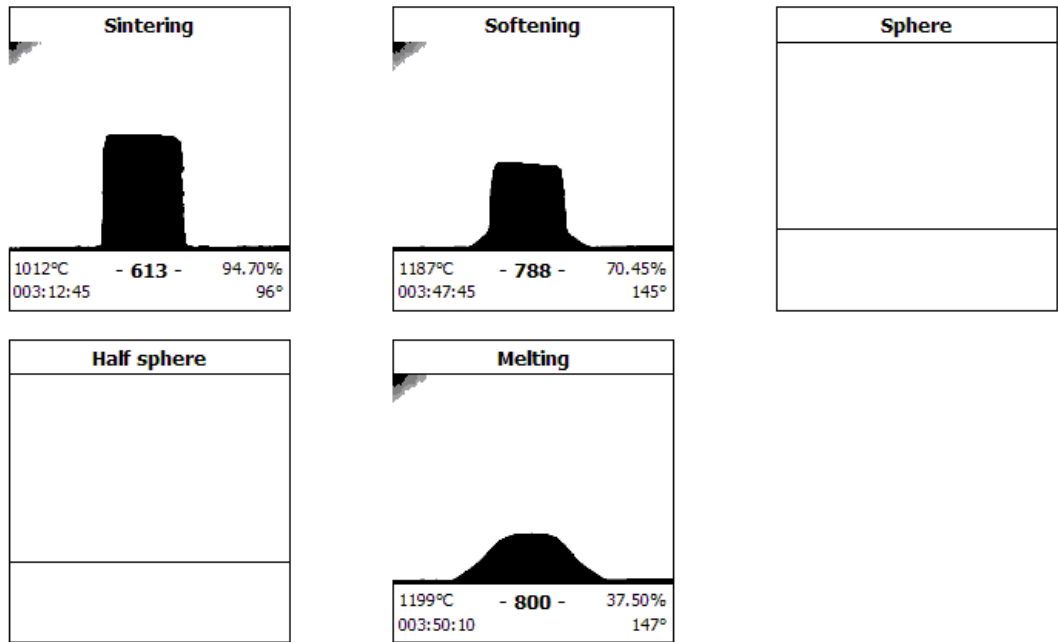 Sintering
Softening
Sphere
1012°C - 613 - 94.70%
003:12:45 96°
1187°C - 788 - 70.45%
003:47:45 145°
Half sphere
Melting
1199°C - 800 - 37.50%
003:50:10 147°